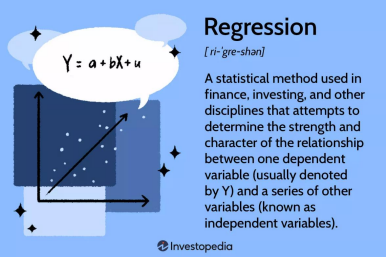 Regression
[ ri-ˈgre-shən]
Y = a+bX+u
A statistical method used in
finance, investing, and other
disciplines that attempts to
determine the strength and
character of the relationship
between one dependent
variable (usually denoted
by Y) and a series of other
variables (known as
independent variables).
Investopedia